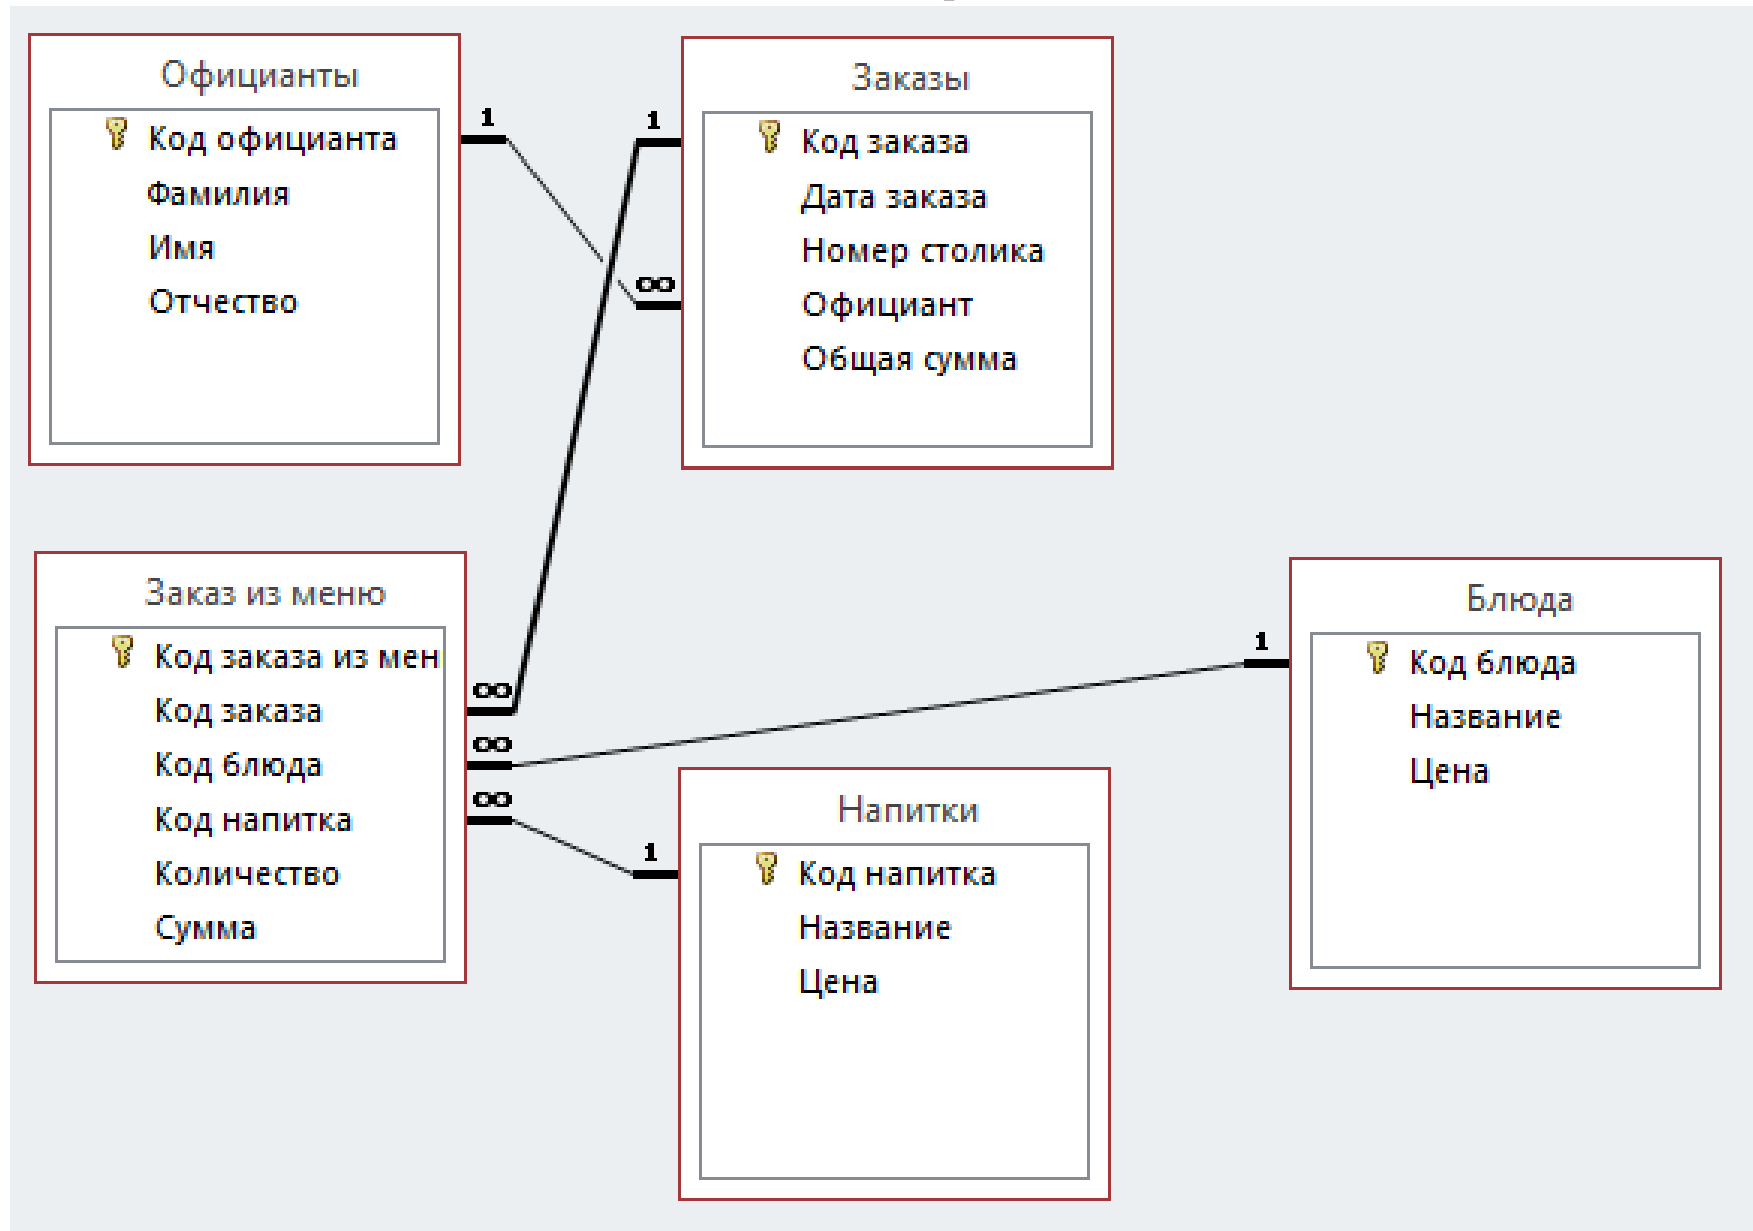 Официанты
Код официанта
Фамилия
Имя
Отчество
1
∞
Заказы
Код заказа
Дата заказа
Номер столика
Официант
Общая сумма
1
∞
Заказ из меню
Код заказа из мен
Код заказа
Код блюда
Код напитка
Количество
Сумма
∞
∞
1
1
Напитки
Код напитка
Название
Цена
Блюда
Код блюда
Название
Цена